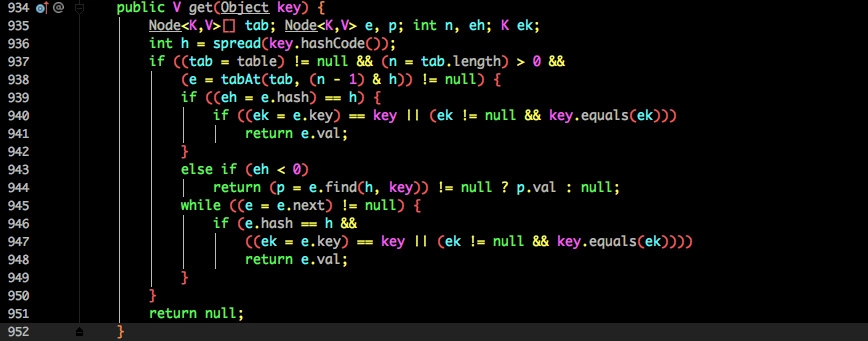 934 @ public V get(Object key) {
935 Node<K,V>[] tab; Node<K,V> e, p; int n, eh; K ek;
936 int h = spread(key.hashCode());
937 if ((tab = table) != null && (n = tab.length) > 0 &&
938 (e = tabAt(tab, (n - 1) & h)) != null) {
939 if ((eh = e.hash) == h) {
940 if ((ek = e.key) == key || (ek != null && key.equals(ek)))
941 return e.val;
942 }
943 else if (eh < 0)
944 return (p = e.find(h, key)) != null ? p.val : null;
945 while ((e = e.next) != null) {
946 if (e.hash == h &&
947 ((ek = e.key) == key || (ek != null && key.equals(ek))))
948 return e.val;
949 }
950 }
951 return null;
952 }